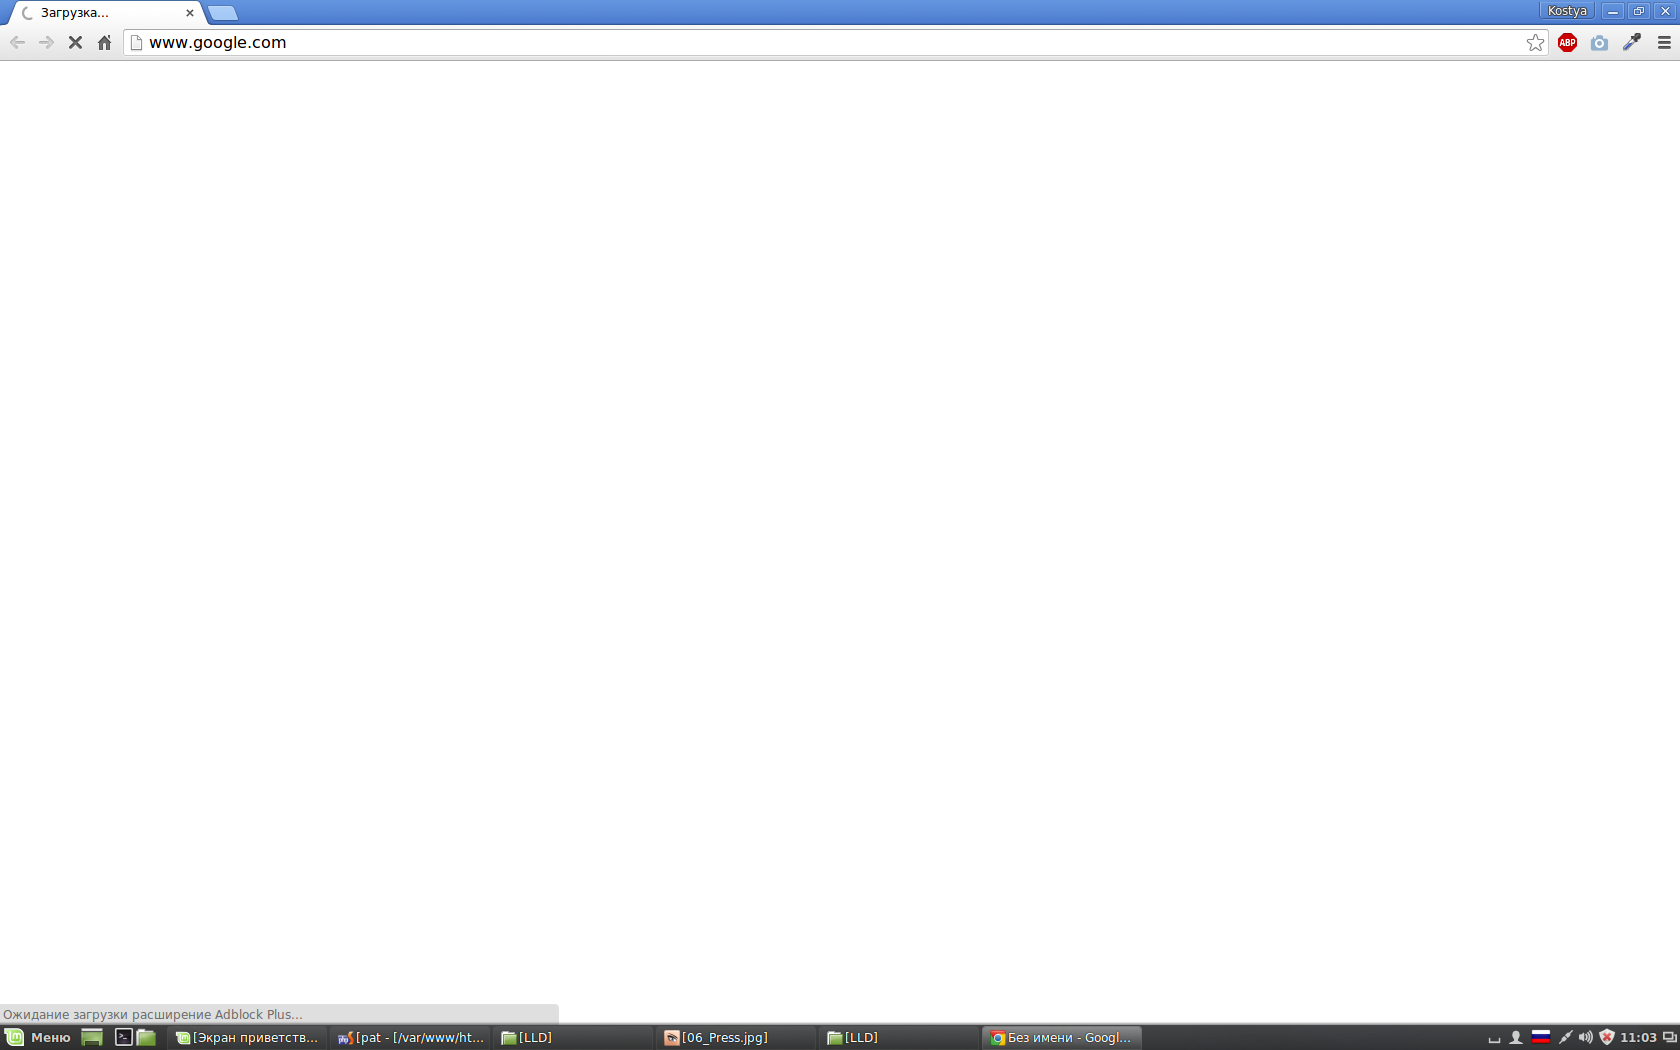 Загрузка...
Kostya
www.google.com
ABP
Ожидание загрузки расширение Adblock Plus...
Меню
[Экран приветств...
[pat - [/var/www/ht...
[LLD]
[06_Press.jpg]
[LLD]
Без имени - Googl...
11:03